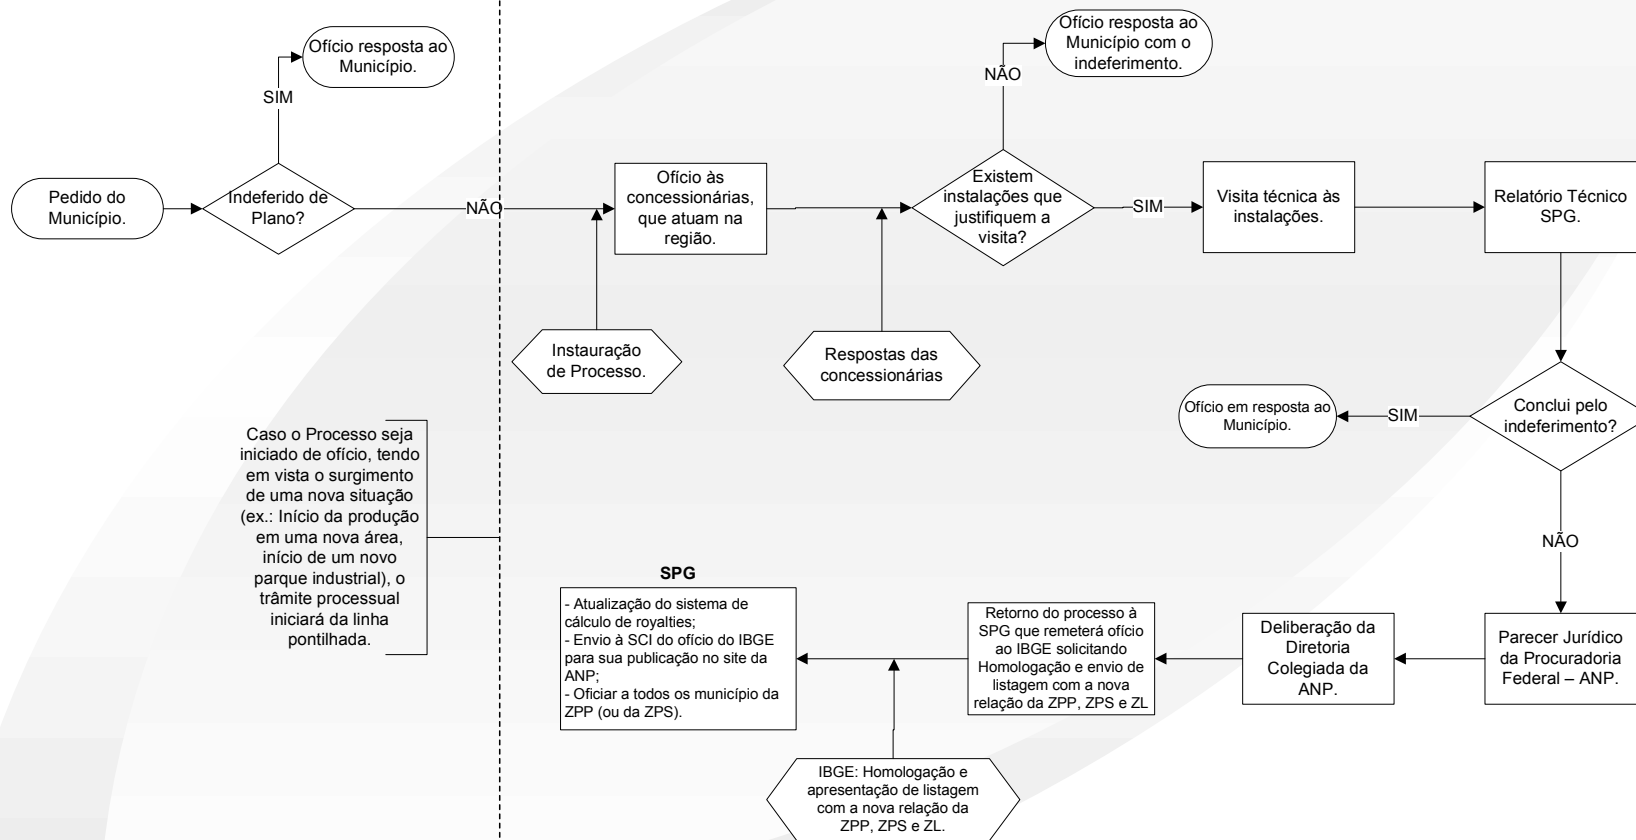 Ofício resposta ao
Município.
SIM
Pedido do
Município.
Indeferido de
Plano?
NÃO
Ofício às
concessionárias,
que atuam na
região.
Instauração
de Processo.
Respostas das
concessionárias
Ofício resposta ao
Município com o
indeferimento.
NÃO
Existem
instalações que
justifiquem a
visita?
SIM
Visita técnica às
instalações.
Relatório Técnico
SPG.
Conclui pelo
indeferimento?
SIM
Ofício em resposta ao
Município.
NÃO
Parecer Jurídico
da Procuradoria
Federal – ANP.
Deliberação da
Diretoria
Colegiada da
ANP.
Retorno do processo à
SPG que remeterá ofício
ao IBGE solicitando
Homologação e envio de
listagem com a nova
relação da ZPP, ZPS e ZL
IBGE: Homologação e
apresentação de listagem
com a nova relação da
ZPP, ZPS e ZL.
SPG
- Atualização do sistema de
cálculo de royalties;
- Envio à SCI do ofício do IBGE
para sua publicação no site da
ANP;
- Oficiar a todos os município da
ZPP (ou da ZPS).
Caso o Processo seja
iniciado de ofício, tendo
em vista o surgimento
de uma nova situação
(ex.: Início da produção
em uma nova área,
início de um novo
parque industrial), o
trâmite processual
iniciará da linha
pontilhada.